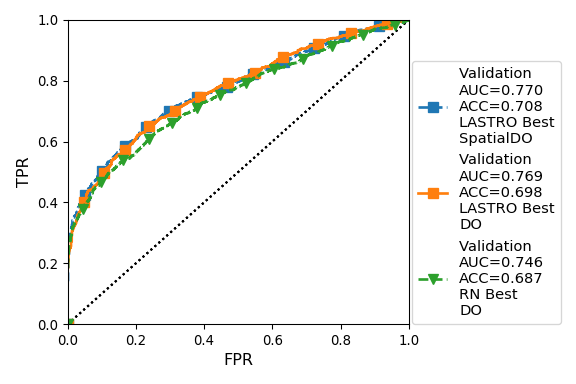 1.0
0.8
0.6
0.4
0.2
0.0
TPR
0.0
0.2
0.4
0.6
0.8
1.0
FPR
Validation
AUC=0.770
ACC=0.708
LASTRO Best
SpatialDO
Validation
AUC=0.769
ACC=0.698
LASTRO Best
DO
Validation
AUC=0.746
ACC=0.687
RN Best
DO